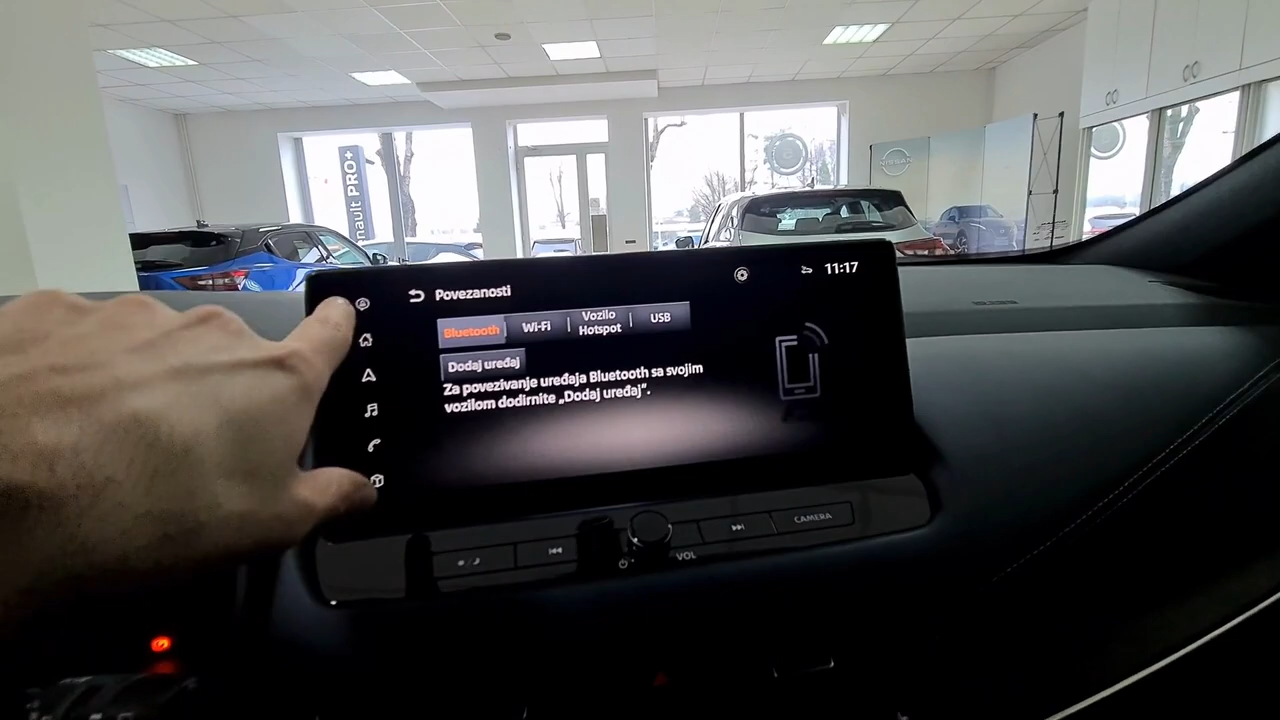 nault PRO+
NISSAN
11:17
Povezanosti
Bluetooth
Wi-Fi
Vozilo
Hotspot
USB
Dodaj uređaj
Za povezivanje uređaja Bluetooth sa svojim
vozilom dodirnite „Dodaj uređaj”.
CAMERA
VOL